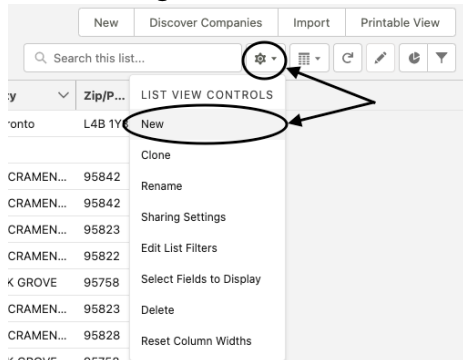 New Discover Companies Import Printable View
Search this list...
Zip/P... LIST VIEW CONTROLS
L4B 1Y New
Clone
CRAMEN... 95842
Rename
CRAMEN... 95842
CRAMEN... 95823 Sharing Settings
CRAMEN... 95822 Edit List Filters
K GROVE 95758 Select Fields to Display
CRAMEN... 95823 Delete
CRAMEN... 95828 Reset Column Widths